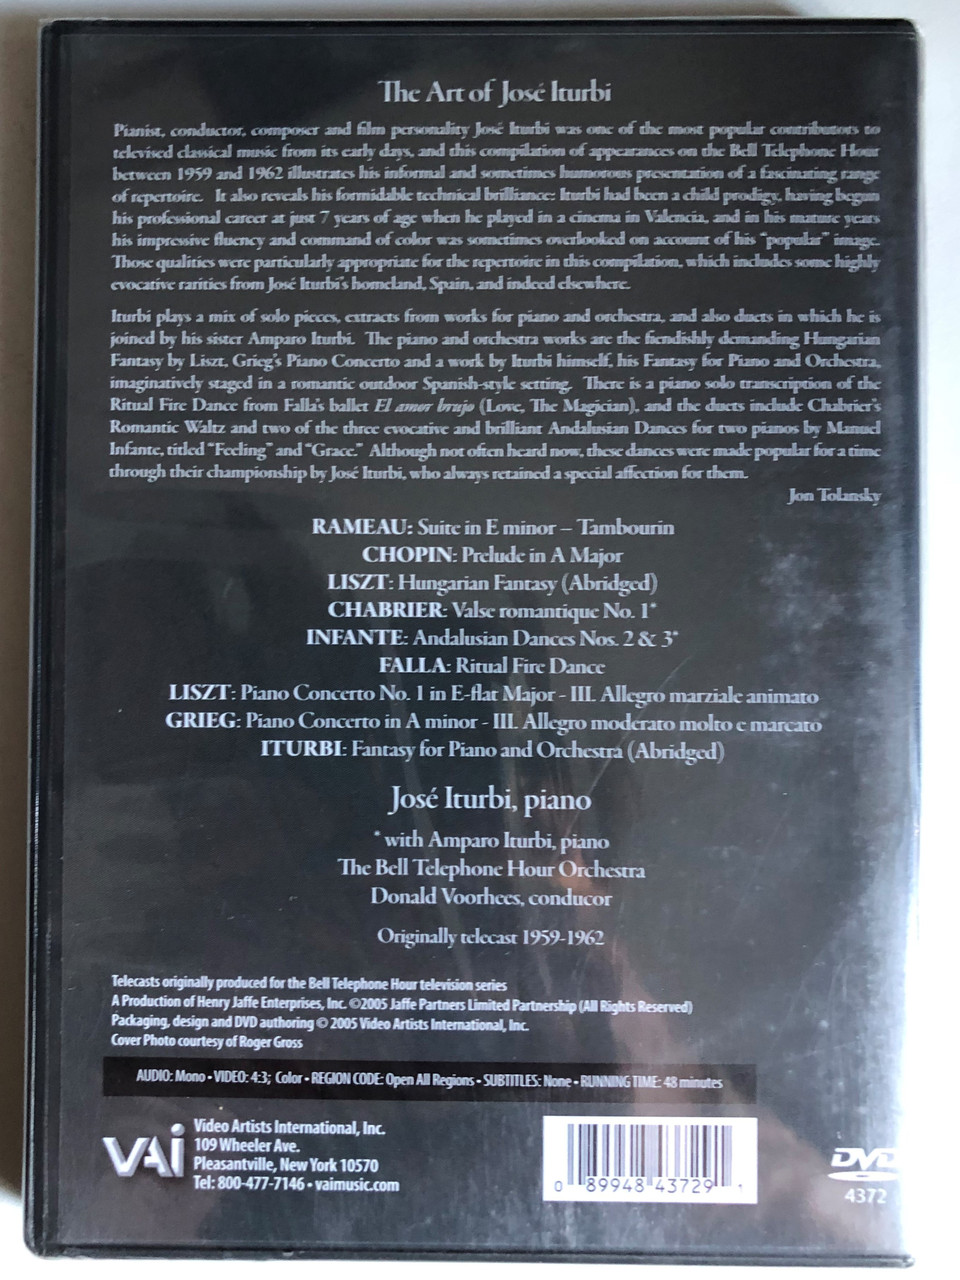 The Art of José Iturbi
Pianist, conductor, composer and film personality José Iturbi was one of the most popular contributors to
televised classical music from its early days, and this compilation of appearances on the Bell Telephone Hour
between 1959 and 1962 illustrates his informal and sometimes humorous presentation of a fascinating range
of repertoire. It also reveals his formidable technical brilliance: Iturbi had been a child prodigy, having begun
his professional career at just 7 years of age when he played in a cinema in Valencia, and in his mature years
his impressive fluency and command of color was sometimes overlooked on account of his “popular” image.
Those qualities were particularly appropriate for the repertoire in this compilation, which includes some highly
evocative rarities from José Iturbi's homeland, Spain, and indeed elsewhere.
Iturbi plays a mix of solo pieces, extracts from works for piano and orchestra, and also duets in which he is
joined by his sister Amparo Iturbi. The piano and orchestra works are the fiendishly demanding Hungarian
Fantasy by Liszt, Grieg's Piano Concerto and a work by Iturbi himself, his Fantasy for Piano and Orchestra,
imaginatively staged in a romantic outdoor Spanish-style setting. There is a piano solo transcription of the
Ritual Fire Dance from Falla's ballet El amor brujo (Love, The Magician), and the duets include Chabrier's
Romantic Waltz and two of the three evocative and brilliant Andalusian Dances for two pianos by Manuel
Infante, titled “Feeling” and “Grace.” Although not often heard now, these dances were made popular for a time
through their championship by José Iturbi, who always retained a special affection for them.
Jon Tolansky
RAMEAU: Suite in E minor – Tambourin
CHOPIN: Prelude in A Major
LISZT: Hungarian Fantasy (Abridged)
CHABRIER: Valse romantique No. 1*
INFANTE: Andalusian Dances Nos. 2 & 3*
FALLA: Ritual Fire Dance
LISZT: Piano Concerto No. 1 in E-flat Major - III. Allegro marziale animato
GRIEG: Piano Concerto in A minor - III. Allegro moderato molto e marcato
ITURBI: Fantasy for Piano and Orchestra (Abridged)
José Iturbi, piano
* with Amparo Iturbi, piano
The Bell Telephone Hour Orchestra
Donald Voorhees, conducor
Originally telecast 1959-1962
Telecasts originally produced for the Bell Telephone Hour television series
A Production of Henry Jaffe Enterprises, Inc. ©2005 Jaffe Partners Limited Partnership (All Rights Reserved)
Packaging, design and DVD authoring © 2005 Video Artists International, Inc.
Cover Photo courtesy of Roger Gross
AUDIO: Mono • VIDEO: 4:3; Color • REGION CODE: Open All Regions • SUBTITLES: None • RUNNING TIME: 48 minutes
VAI
Video Artists International, Inc.
109 Wheeler Ave.
Pleasantville, New York 10570
Tel: 800-477-7146 • vaimusic.com
0 89948 43729 1
DVD
4372